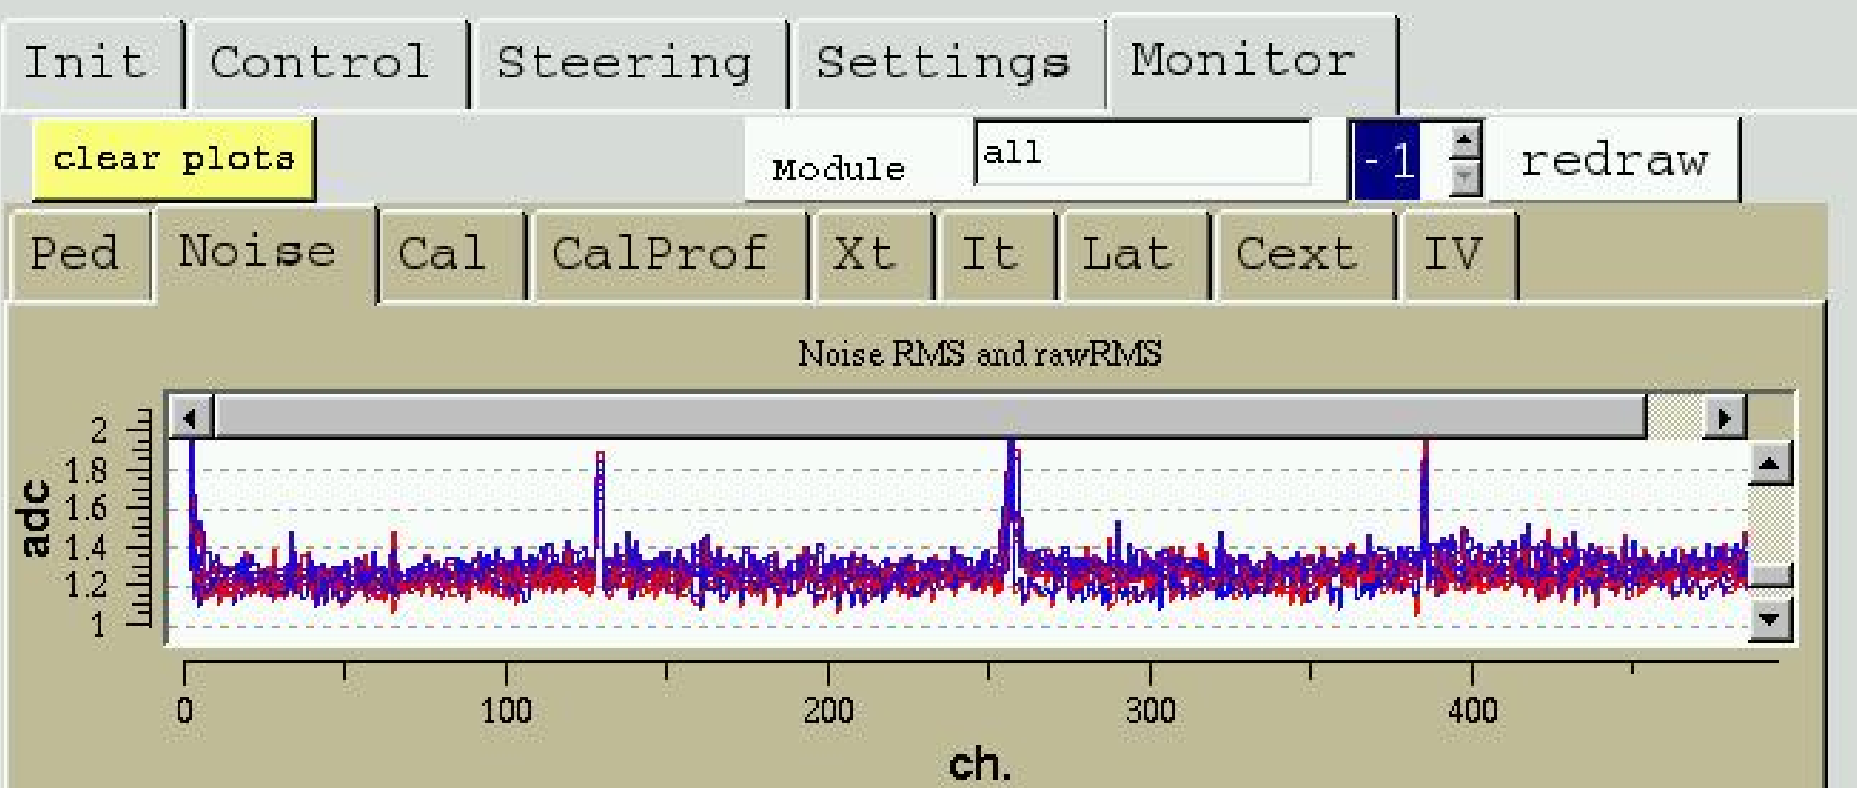 Init Control Steering Settings Monitor
clear plots Module all -1 redraw
Ped Noise Cal CalProf Xt It Lat Cext IV
Noise RMS and rawRMS
adc
2
1.8
1.6
1.4
1.2
1
0 100 200 300 400
ch.